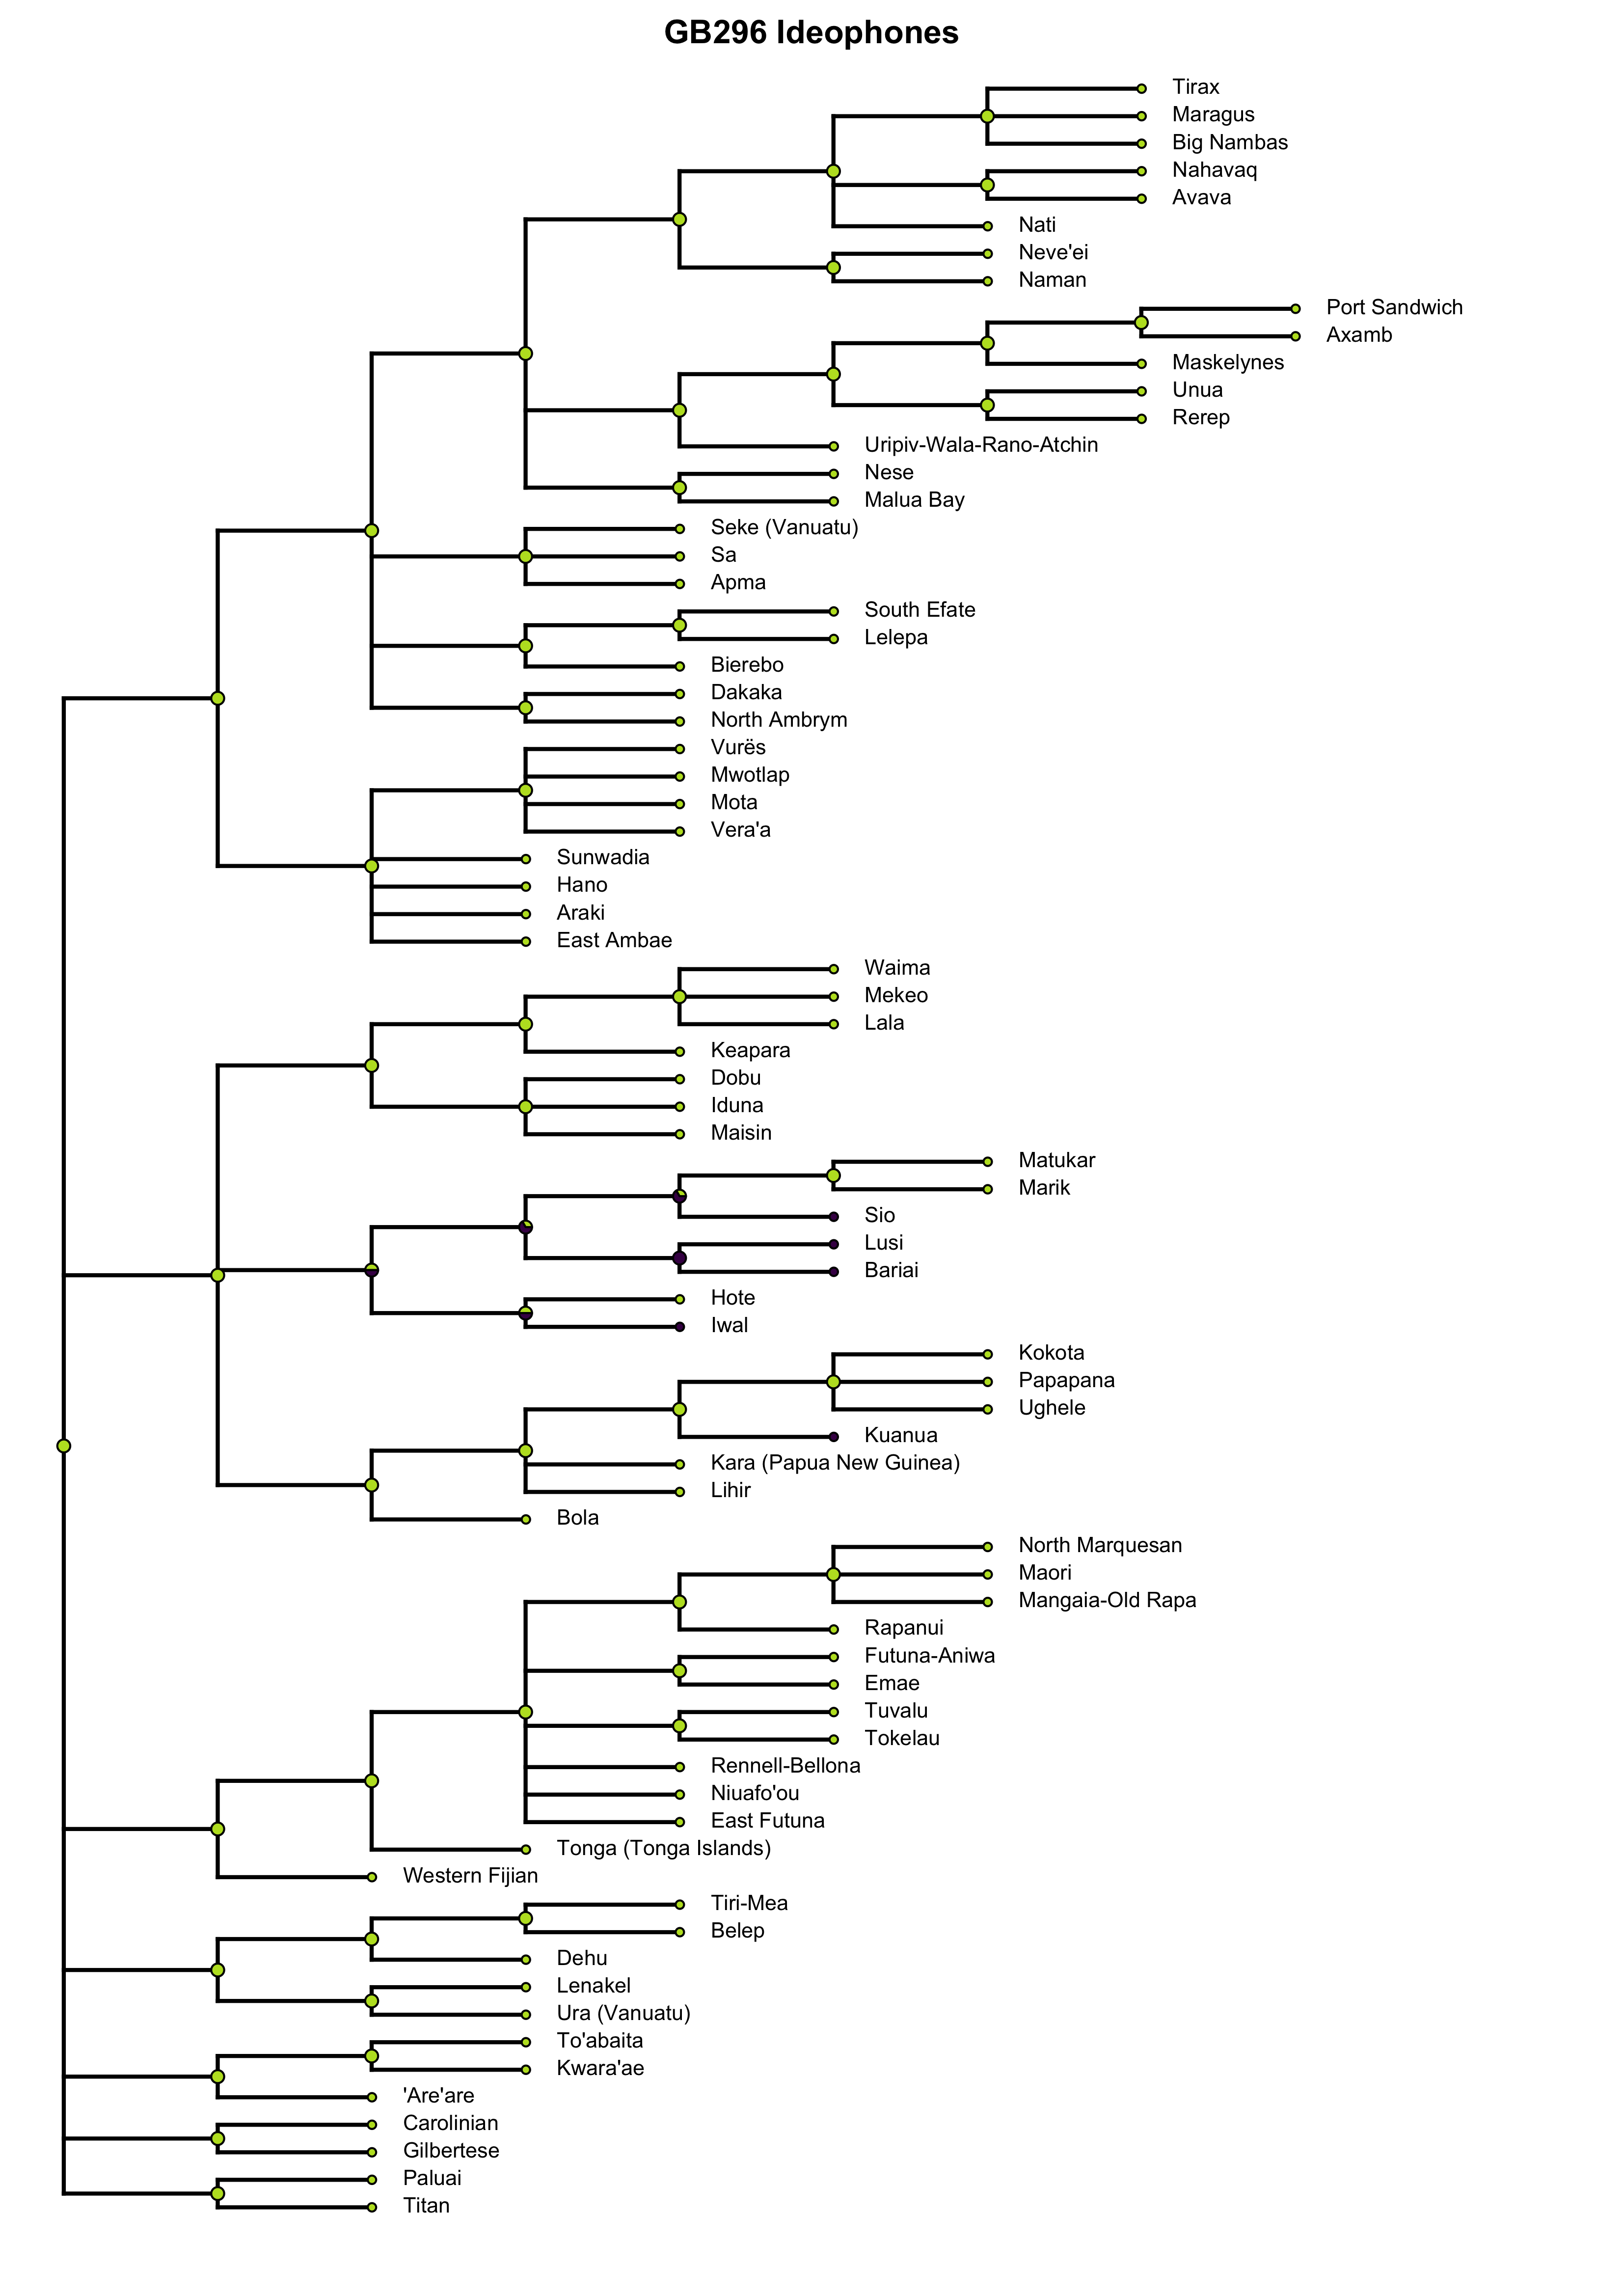 GB296 Ideophones
Tirax
Maragus
Big Nambas
Nahavaq
Avava
Nati
Neve'ei
Naman
Port Sandwich
Axamb
Maskelynes
Unua
Rerep
Uripiv-Wala-Rano-Atchin
Nese
Malua Bay
Seke (Vanuatu)
Sa
Apma
South Efate
Lelepa
Bierebo
Dakaka
North Ambrym
Vurës
Mwotlap
Mota
Vera'a
Sunwadia
Hano
Araki
East Ambae
Waima
Mekeo
Lala
Keapara
Dobu
Iduna
Maisin
Matukar
Marik
Sio
Lusi
Bariai
Hote
Iwal
Kokota
Papapana
Ughele
Kuanua
Kara (Papua New Guinea)
Lihir
Bola
North Marquesan
Maori
Mangaia-Old Rapa
Rapanui
Futuna-Aniwa
Emae
Tuvalu
Tokelau
Rennell-Bellona
Niuafo'ou
East Futuna
Tonga (Tonga Islands)
Western Fijian
Tiri-Mea
Belep
Dehu
Lenakel
Ura (Vanuatu)
To'abaita
Kwara'ae
'Are'are
Carolinian
Gilbertese
Paluai
Titan